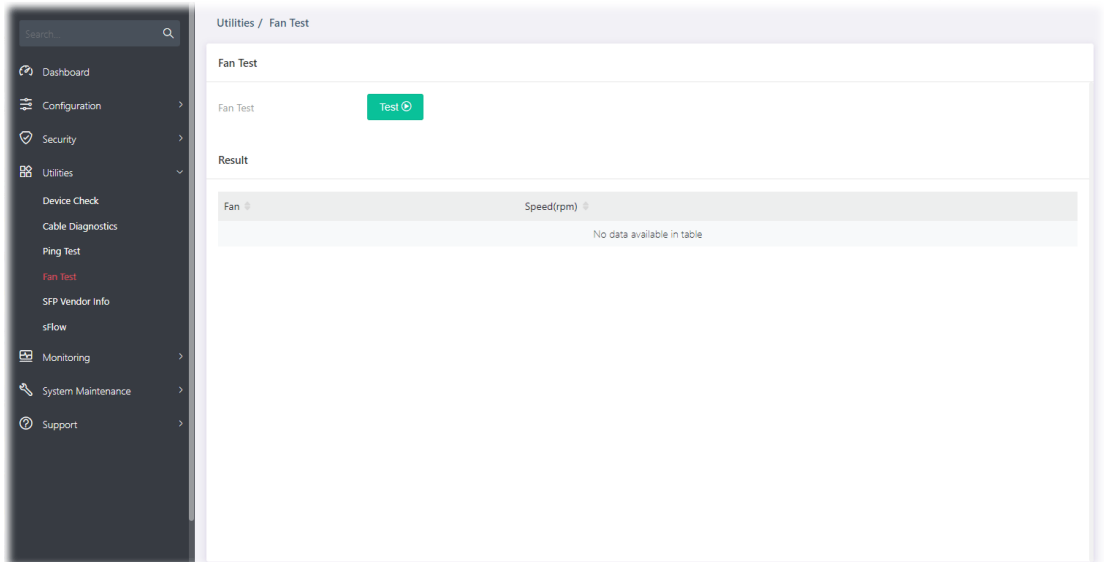 Search...
Dashboard
Configuration
Security
Utilities
Device Check
Cable Diagnostics
Ping Test
Fan Test
SFP Vendor Info
sFlow
Monitoring
System Maintenance
Support
Utilities / Fan Test
Fan Test
Fan Test Test
Result
Fan Speed(rpm)
No data available in table